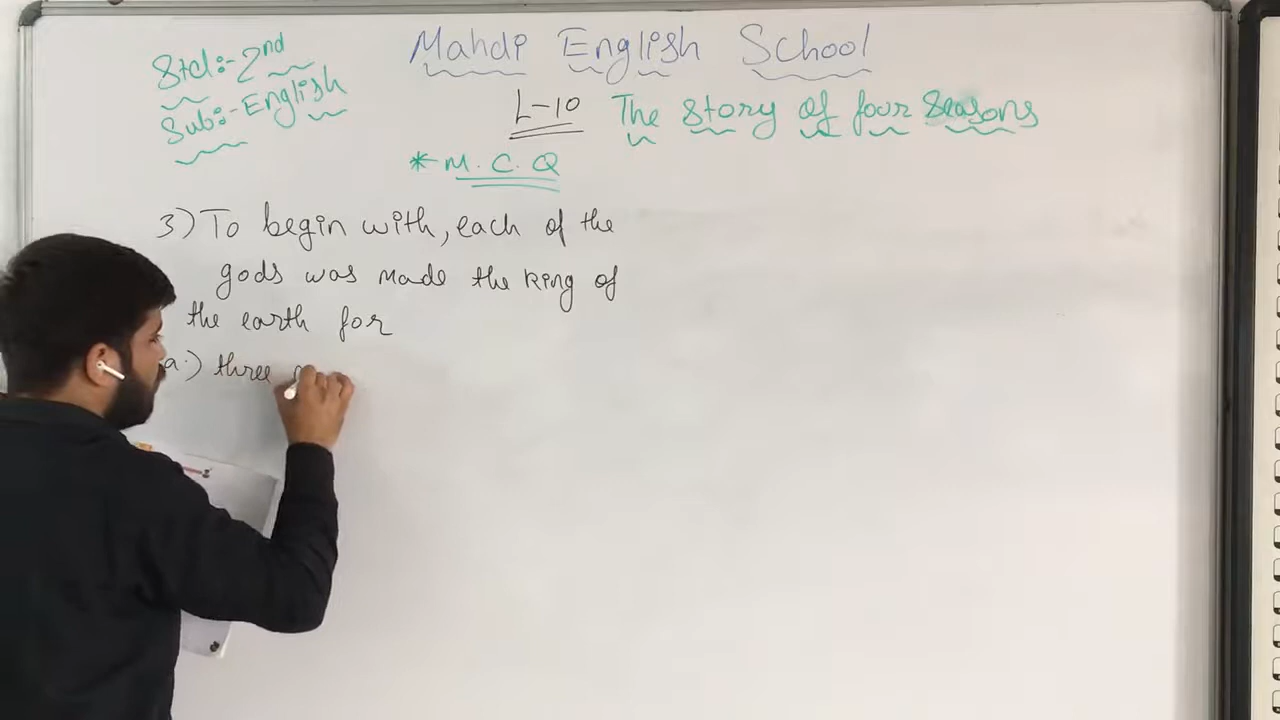 Mahdi English School
Std:- 2nd
Sub:- English
L-10 The story of four Seasons
* M. C. Q
3) To begin with, each of the
gods was made the king of
the earth for
a.) three